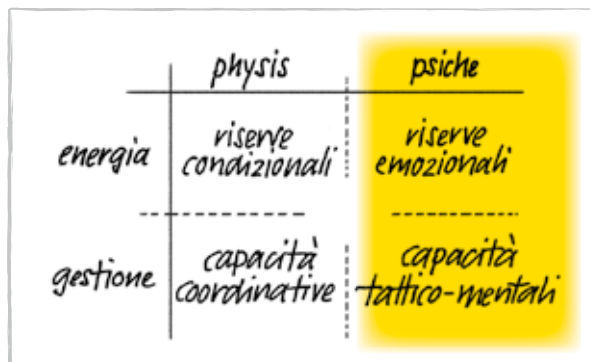 physis psiche
energia riserve condizionali riserve emozionali
gestione capacità coordinative capacità tattico-mentali